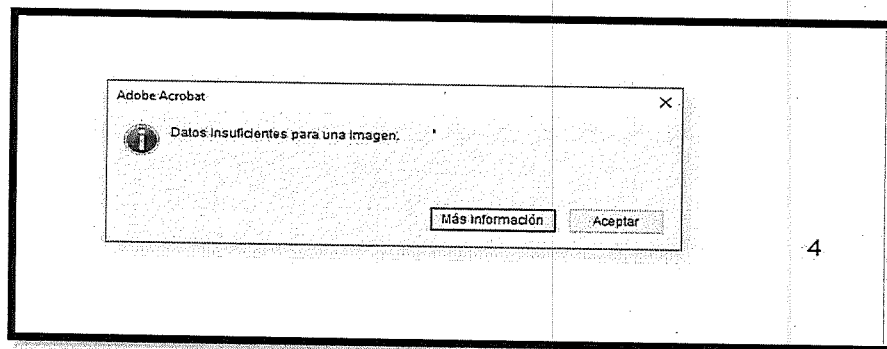 Adobe Acrobat
Datos insuficientes para una imagen.
Más información
Aceptar
4